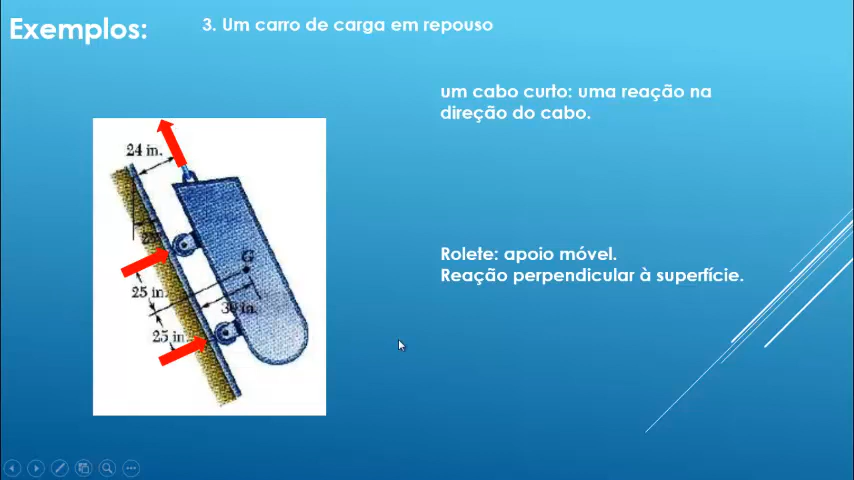 Exemplos:
3. Um carro de carga em repouso
um cabo curto: uma reação na
direção do cabo.
24 in.
G
25 in.
30 in.
25 in.
Rolete: apoio móvel.
Reação perpendicular à superfície.